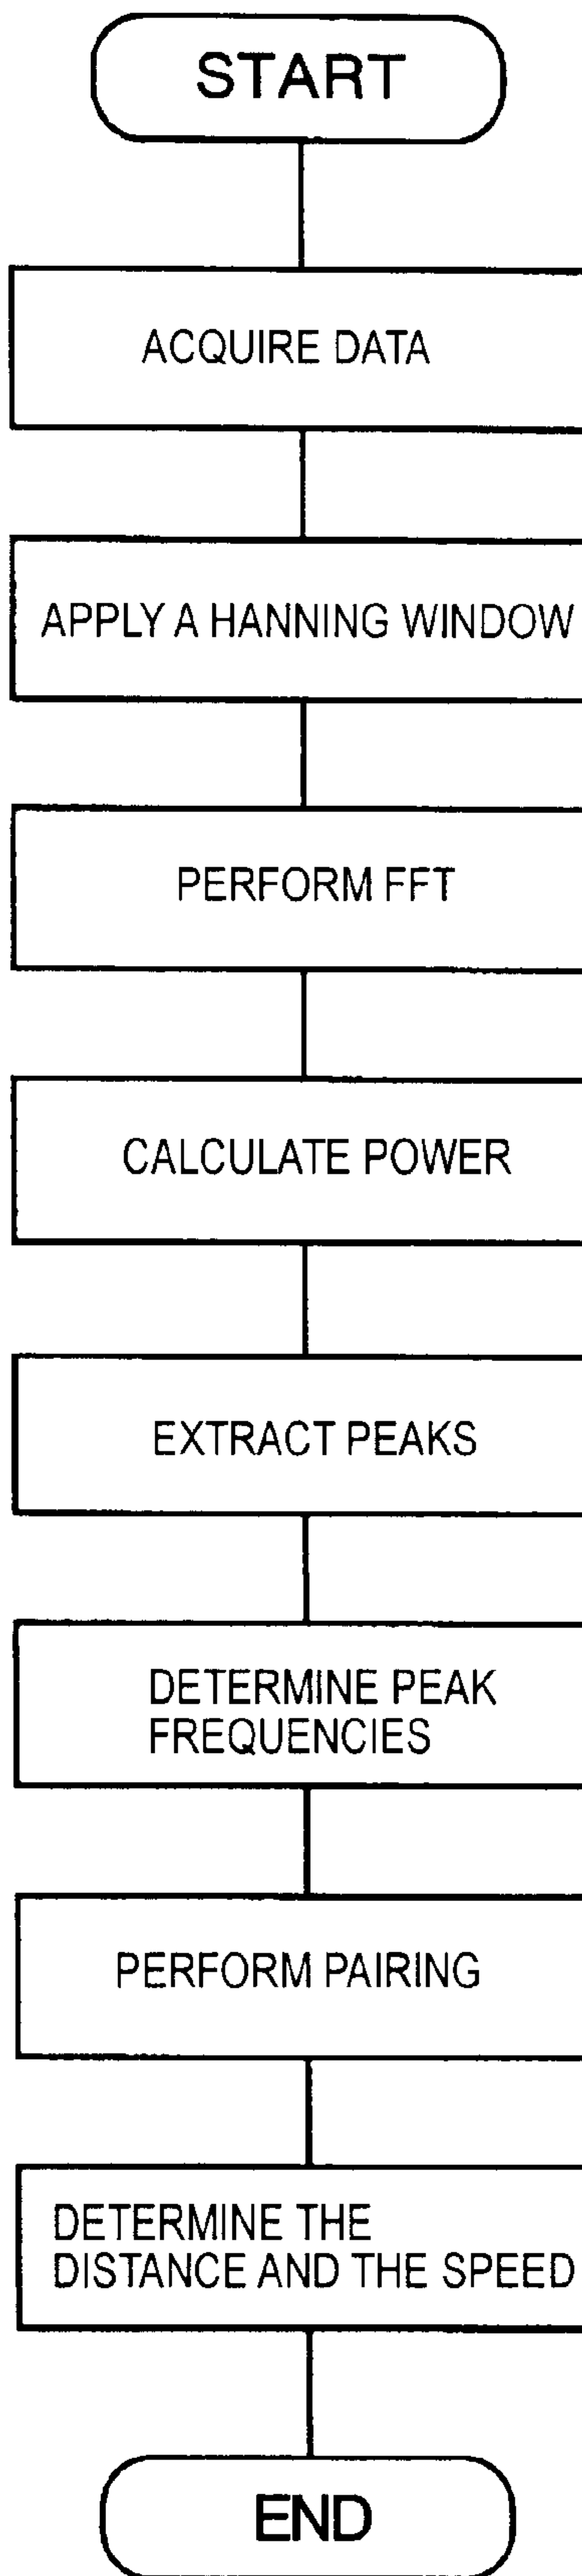 START
ACQUIRE DATA
APPLY A HANNING WINDOW
PERFORM FFT
CALCULATE POWER
EXTRACT PEAKS
DETERMINE PEAK
FREQUENCIES
PERFORM PAIRING
DETERMINE THE
DISTANCE AND THE SPEED
END